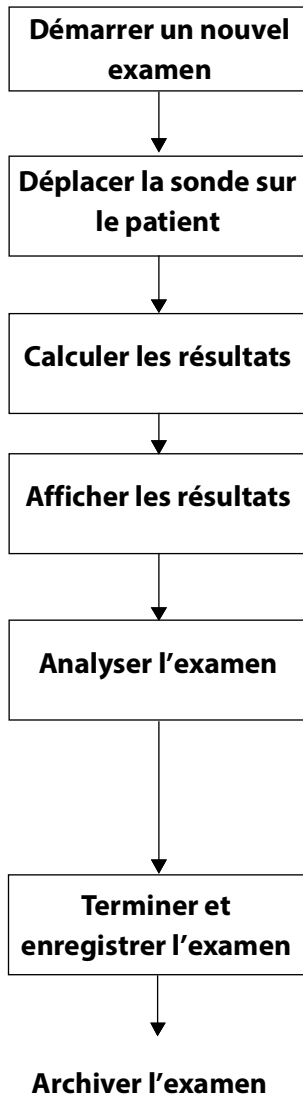 Démarrer un nouvel
examen
Déplacer la sonde sur
le patient
Calculer les résultats
Afficher les résultats
Analyser l’examen
Terminer et
enregistrer l’examen
Archiver l’examen